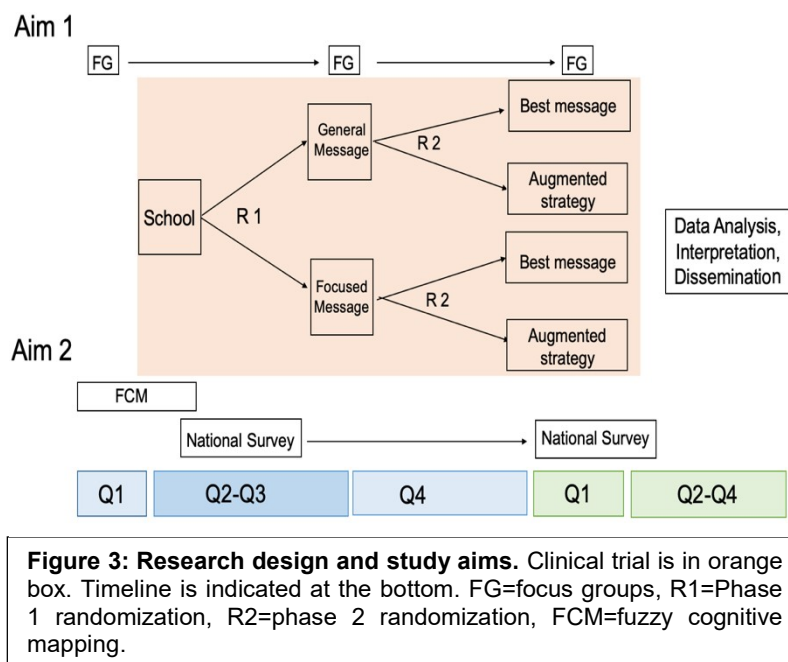 Aim 1
FG
FG
FG
General
Message
R 2
Best message
Augmented
strategy
School
R 1
Focused
Message
R 2
Best message
Augmented
strategy
Data Analysis,
Interpretation,
Dissemination
Aim 2
FCM
National Survey
National Survey
Q1
Q2-Q3
Q4
Q1
Q2-Q4
Figure 3: Research design and study aims. Clinical trial is in orange
box. Timeline is indicated at the bottom. FG=focus groups, R1=Phase
1 randomization, R2=phase 2 randomization, FCM=fuzzy cognitive
mapping.